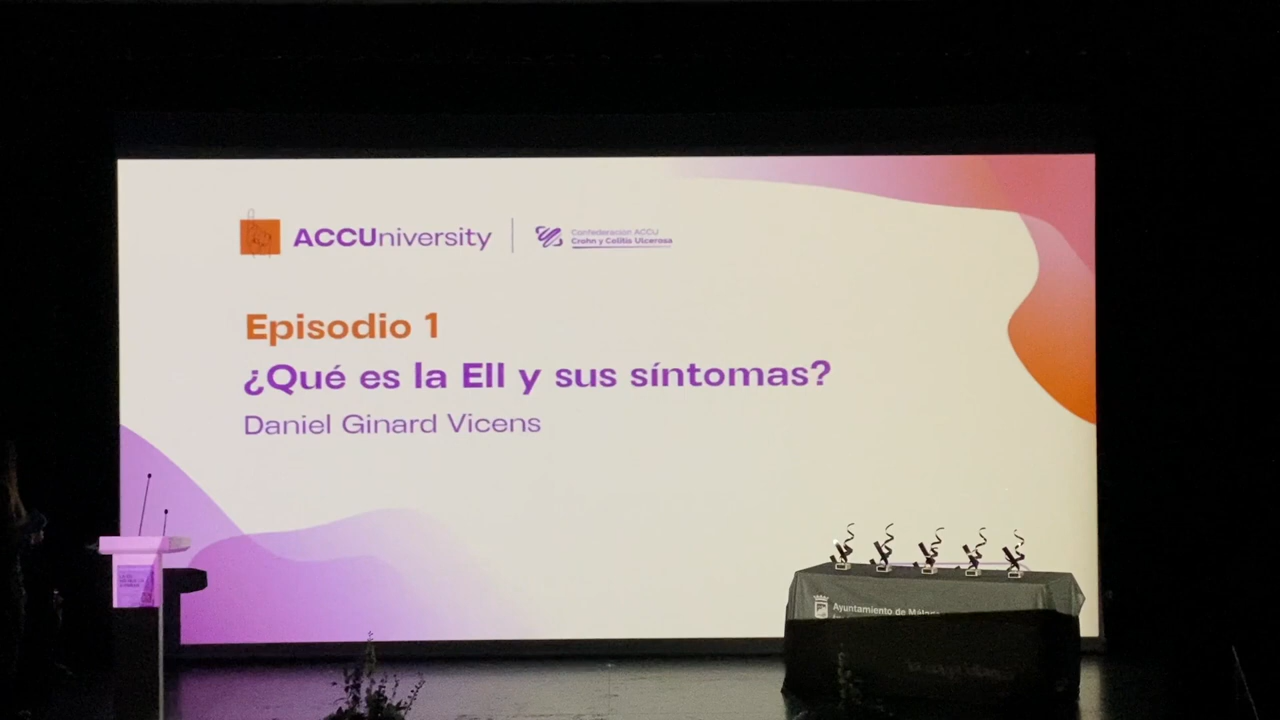 ACCUniversity
Confederación ACCU
Crohn y Colitis Ulcerosa
Episodio 1
¿Qué es la EII y sus síntomas?
Daniel Ginard Vicens
Ayuntamiento de Málaga